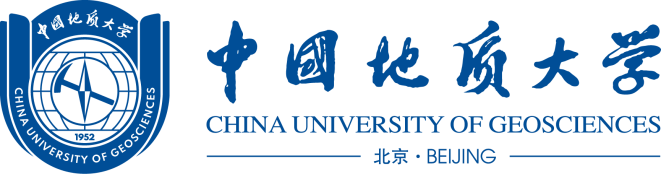 中国地质大学
1952
CHINA UNIVERSITY OF GEOSCIENCES
中國地质大学
CHINA UNIVERSITY OF GEOSCIENCES
北京·BEIJING